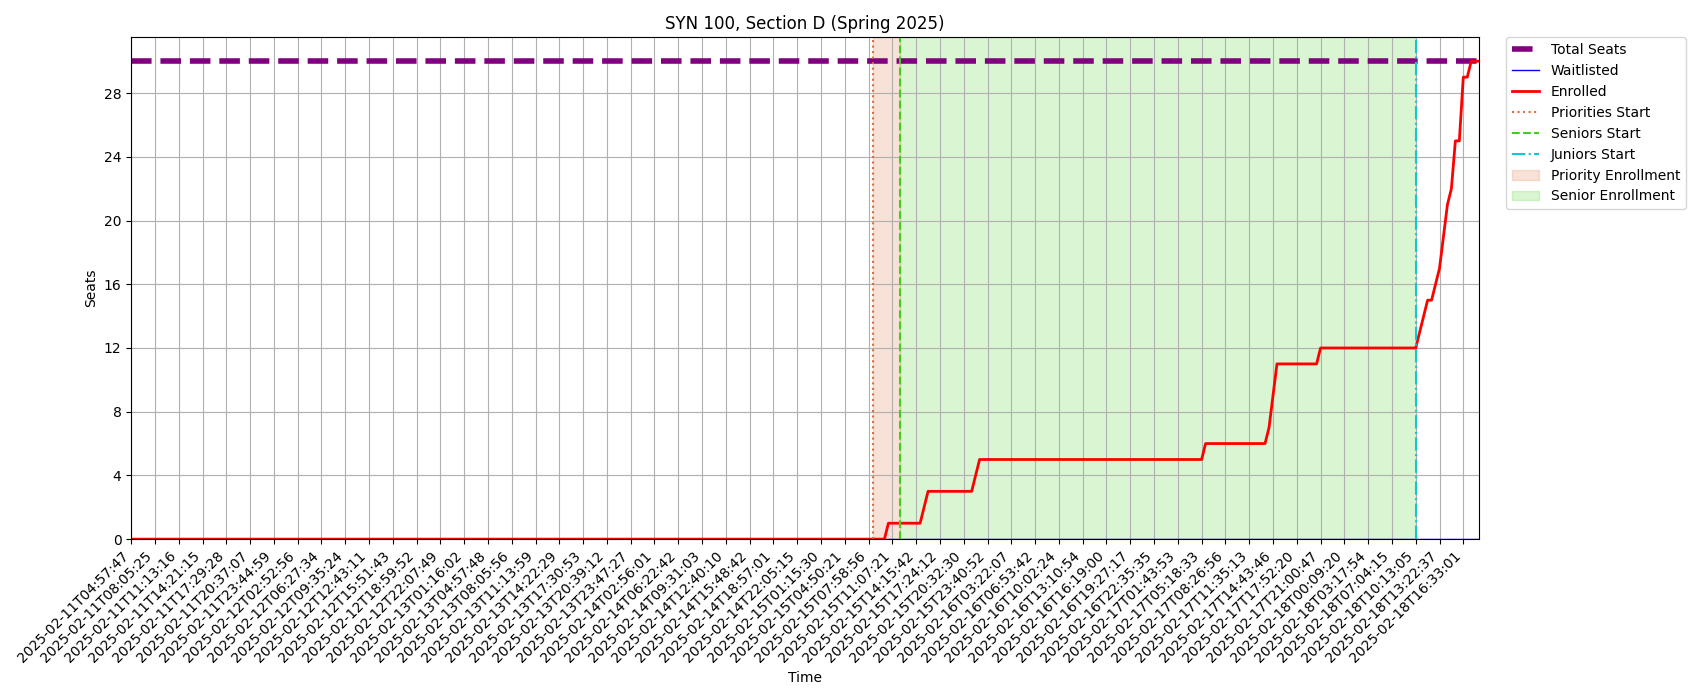 SYN 100, Section D (Spring 2025)
Total Seats
Waitlisted
Enrolled
Priorities Start
Seniors Start
Juniors Start
Priority Enrollment
Senior Enrollment
Seats
28
24
20
16
12
8
4
0
2025-02-11T04:57:47
2025-02-11T08:05:25
2025-02-11T11:13:16
2025-02-11T14:21:15
2025-02-11T17:29:28
2025-02-11T20:37:07
2025-02-11T23:44:59
2025-02-12T02:52:56
2025-02-12T06:27:34
2025-02-12T09:35:24
2025-02-12T12:43:11
2025-02-12T15:51:43
2025-02-12T18:59:52
2025-02-12T22:07:49
2025-02-13T01:16:02
2025-02-13T04:57:48
2025-02-13T08:05:56
2025-02-13T11:13:59
2025-02-13T14:22:29
2025-02-13T17:30:53
2025-02-13T20:39:12
2025-02-13T23:47:27
2025-02-14T02:56:01
2025-02-14T06:22:42
2025-02-14T09:31:03
2025-02-14T12:40:10
2025-02-14T15:48:42
2025-02-14T18:57:01
2025-02-14T22:05:15
2025-02-15T01:15:30
2025-02-15T04:50:21
2025-02-15T07:58:56
2025-02-15T11:07:21
2025-02-15T14:15:42
2025-02-15T17:24:12
2025-02-15T20:32:30
2025-02-15T23:40:52
2025-02-16T03:22:07
2025-02-16T06:53:42
2025-02-16T10:02:24
2025-02-16T13:10:54
2025-02-16T16:19:00
2025-02-16T19:27:17
2025-02-16T22:35:35
2025-02-17T01:43:53
2025-02-17T05:18:33
2025-02-17T08:26:56
2025-02-17T11:35:13
2025-02-17T14:43:46
2025-02-17T17:52:20
2025-02-17T21:00:47
2025-02-18T00:09:20
2025-02-18T03:17:54
2025-02-18T07:04:15
2025-02-18T10:13:05
2025-02-18T13:22:37
2025-02-18T16:33:01
Time